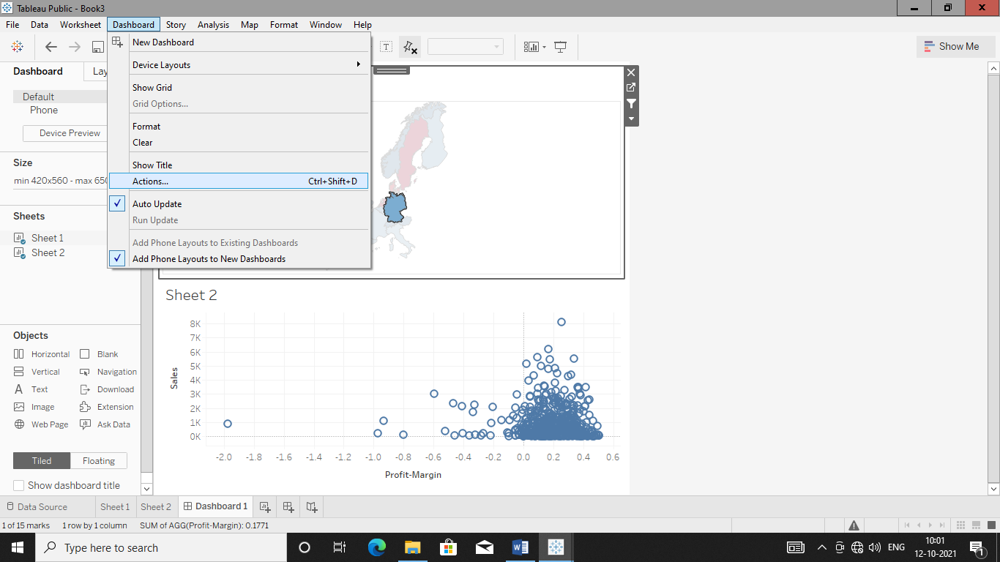 Tableau Public - Book3
File Data Worksheet Dashboard Story Analysis Map Format Window Help
Show Me
New Dashboard
Device Layouts
Show Grid
Grid Options...
Format
Clear
Show Title
Actions... Ctrl+Shift+D
Auto Update
Run Update
Add Phone Layouts to Existing Dashboards
Add Phone Layouts to New Dashboards
Dashboard Lay
Default
Phone
Device Preview
Size
min 420x560 - max 650
Sheets
Sheet 1
Sheet 2
Objects
Horizontal Blank
Vertical Navigation
A Text Download
Image Extension
Web Page Ask Data
Tiled Floating
Show dashboard title
Sheet 2
8K
7K
6K
5K
4K
3K
2K
1K
0K
Sales
-2.0 -1.8 -1.6 -1.4 -1.2 -1.0 -0.8 -0.6 -0.4 -0.2 0.0 0.2 0.4 0.6
Profit-Margin
Data Source Sheet 1 Sheet 2 Dashboard 1
1 of 15 marks 1 row by 1 column SUM of AGG(Profit-Margin): 0.1771
Type here to search
ENG
10:01
12-10-2021
1